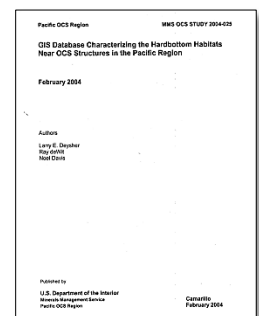 Pacific OCS Region
MMS OCS STUDY 2004-025
GIS Database Characterizing the Hardbottom Habitats
Near OCS Structures in the Pacific Region
February 2004
Authors
Larry E. Deysher
Ray deWit
Noel Davis
Published by
U.S. Department of the Interior
Minerals Management Service
Pacific OCS Region
Camarillo
February 2004